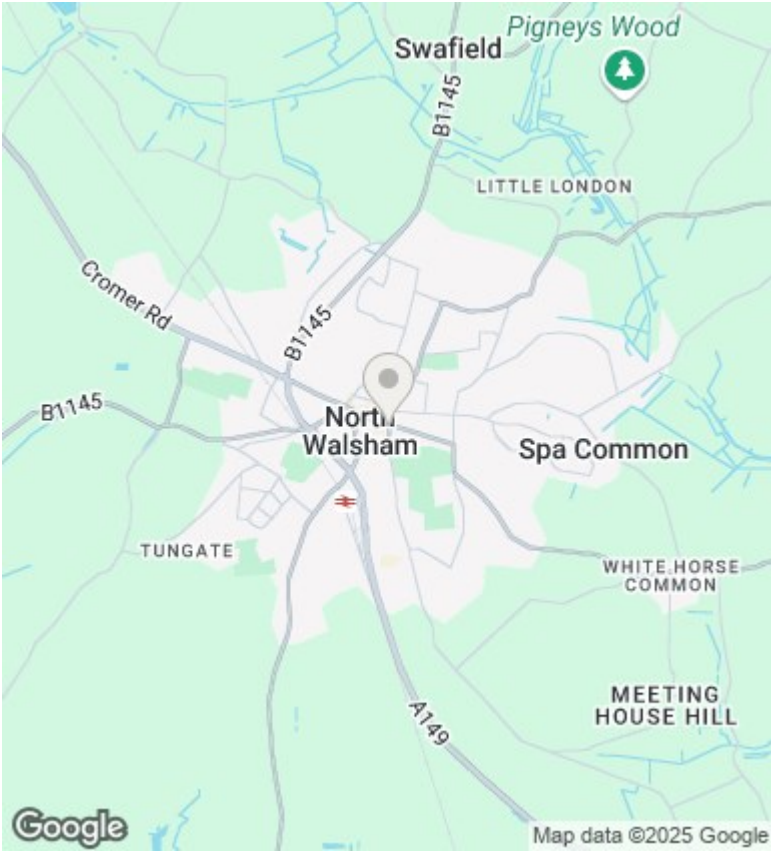 Pigneys Wood
Swafield
B1145
LITTLE LONDON
Cromer Rd
B1145
B1145
North
Walsham
Spa Common
TUNGATE
WHITE HORSE
COMMON
MEETING
HOUSE HILL
A149
Google
Map data ©2025 Google